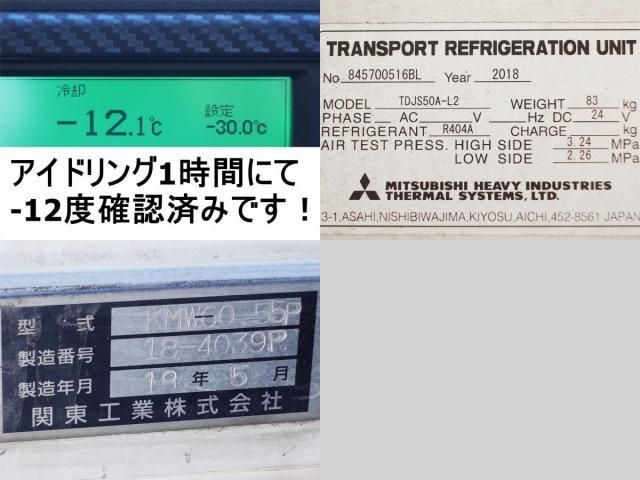 冷却
-12.1℃
設定
-30.0℃
アイドリング1時間にて
-12度確認済みです！
TRANSPORT REFRIGERATION UNIT
No 845700516BL Year 2018
MODEL TDJS50A-L2 WEIGHT 83 kg
PHASE AC V Hz DC 24 V
REFRIGERANT R404A CHARGE kg
AIR TEST PRESS. HIGH SIDE 3.24 MPa
LOW SIDE 2.26 MPa
MITSUBISHI HEAVY INDUSTRIES
THERMAL SYSTEMS, LTD.
3-1,ASAHI,NISHIBIWAJIMA,KIYOSU,AICHI,452-8561 JAPAN
型式 KMW60.55P
製造番号 18-4039P
製造年月 18年5月
関東工業株式会社